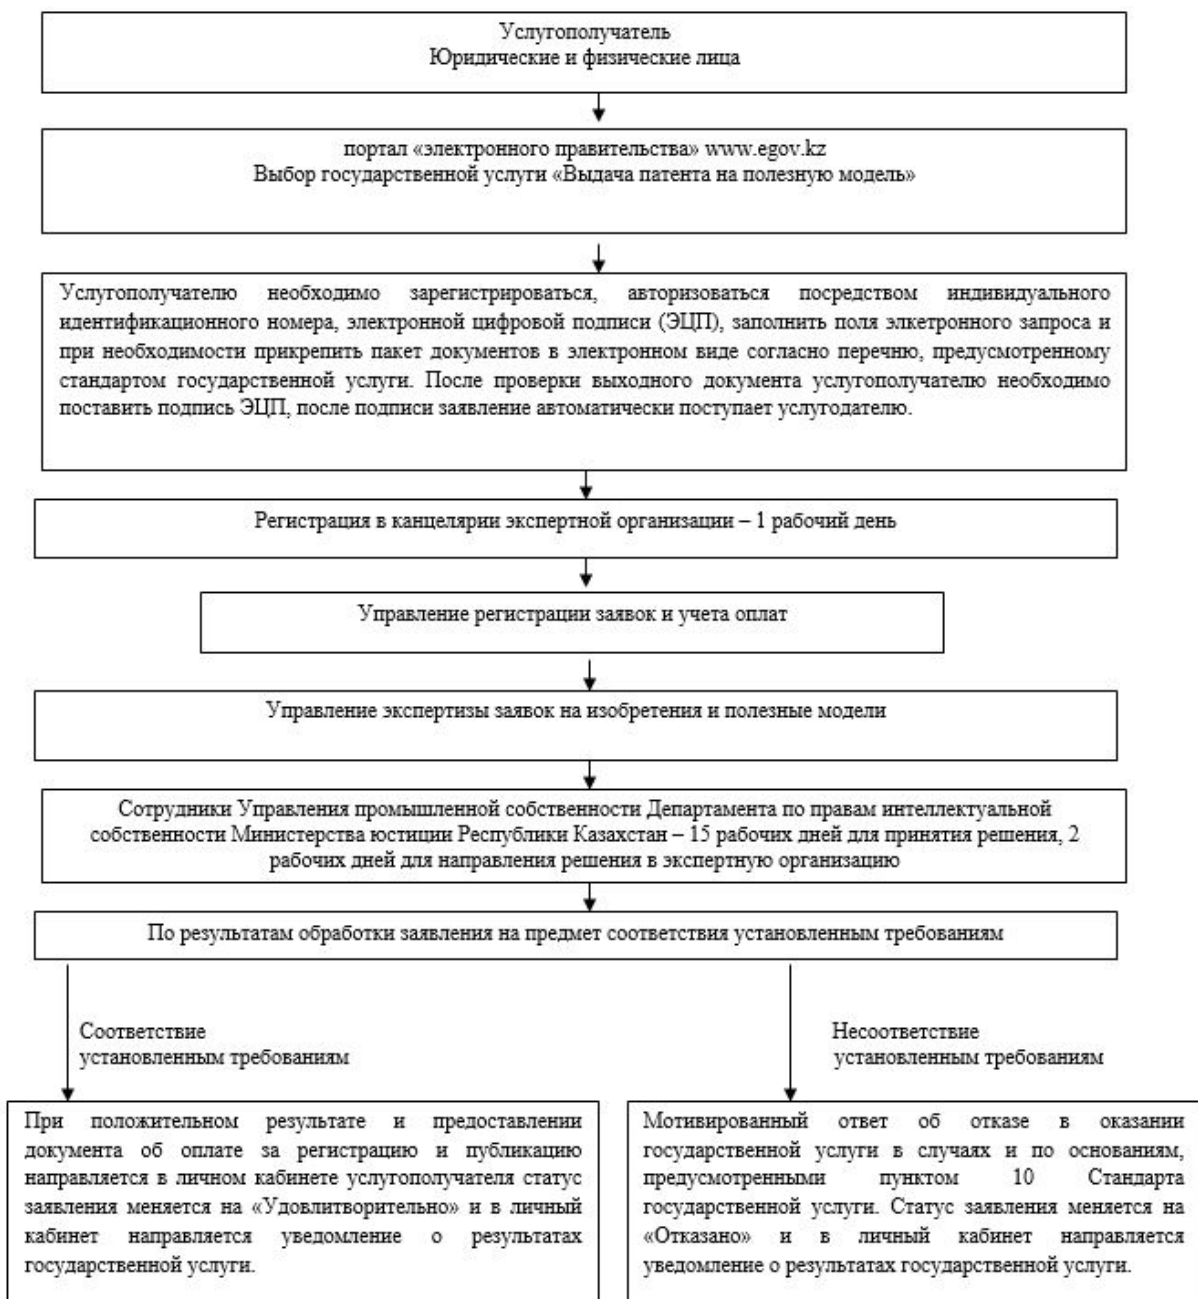 Услугополучатель
Юридические и физические лица
портал «электронного правительства» www.egov.kz
Выбор государственной услуги «Выдача патента на полезную модель»
Услугополучателю необходимо зарегистрироваться, авторизоваться посредством индивидуального
идентификационного номера, электронной цифровой подписи (ЭЦП), заполнить поля элкетронного запроса и
при необходимости прикрепить пакет документов в электронном виде согласно перечню, предусмотренному
стандартом государственной услуги. После проверки выходного документа услугополучателю необходимо
поставить подпись ЭЦП, после подписи заявление автоматически поступает услугодателю.
Регистрация в канцелярии экспертной организации – 1 рабочий день
Управление регистрации заявок и учета оплат
Управление экспертизы заявок на изобретения и полезные модели
Сотрудники Управления промышленной собственности Департамента по правам интеллектуальной
собственности Министерства юстиции Республики Казахстан – 15 рабочих дней для принятия решения, 2
рабочих дней для направления решения в экспертную организацию
По результатам обработки заявления на предмет соответствия установленным требованиям
Соответствие
установленным требованиям
Несоответствие
установленным требованиям
При положительном результате и предоставлении
документа об оплате за регистрацию и публикацию
направляется в личном кабинете услугополучателя статус
заявления меняется на «Удовлитворительно» и в личный
кабинет направляется уведомление о результатах
государственной услуги.
Мотивированный ответ об отказе в оказании
государственной услуги в случаях и по основаниям,
предусмотренными пунктом 10 Стандарта
государственной услуги. Статус заявления меняется на
«Отказано» и в личный кабинет направляется
уведомление о результатах государственной услуги.